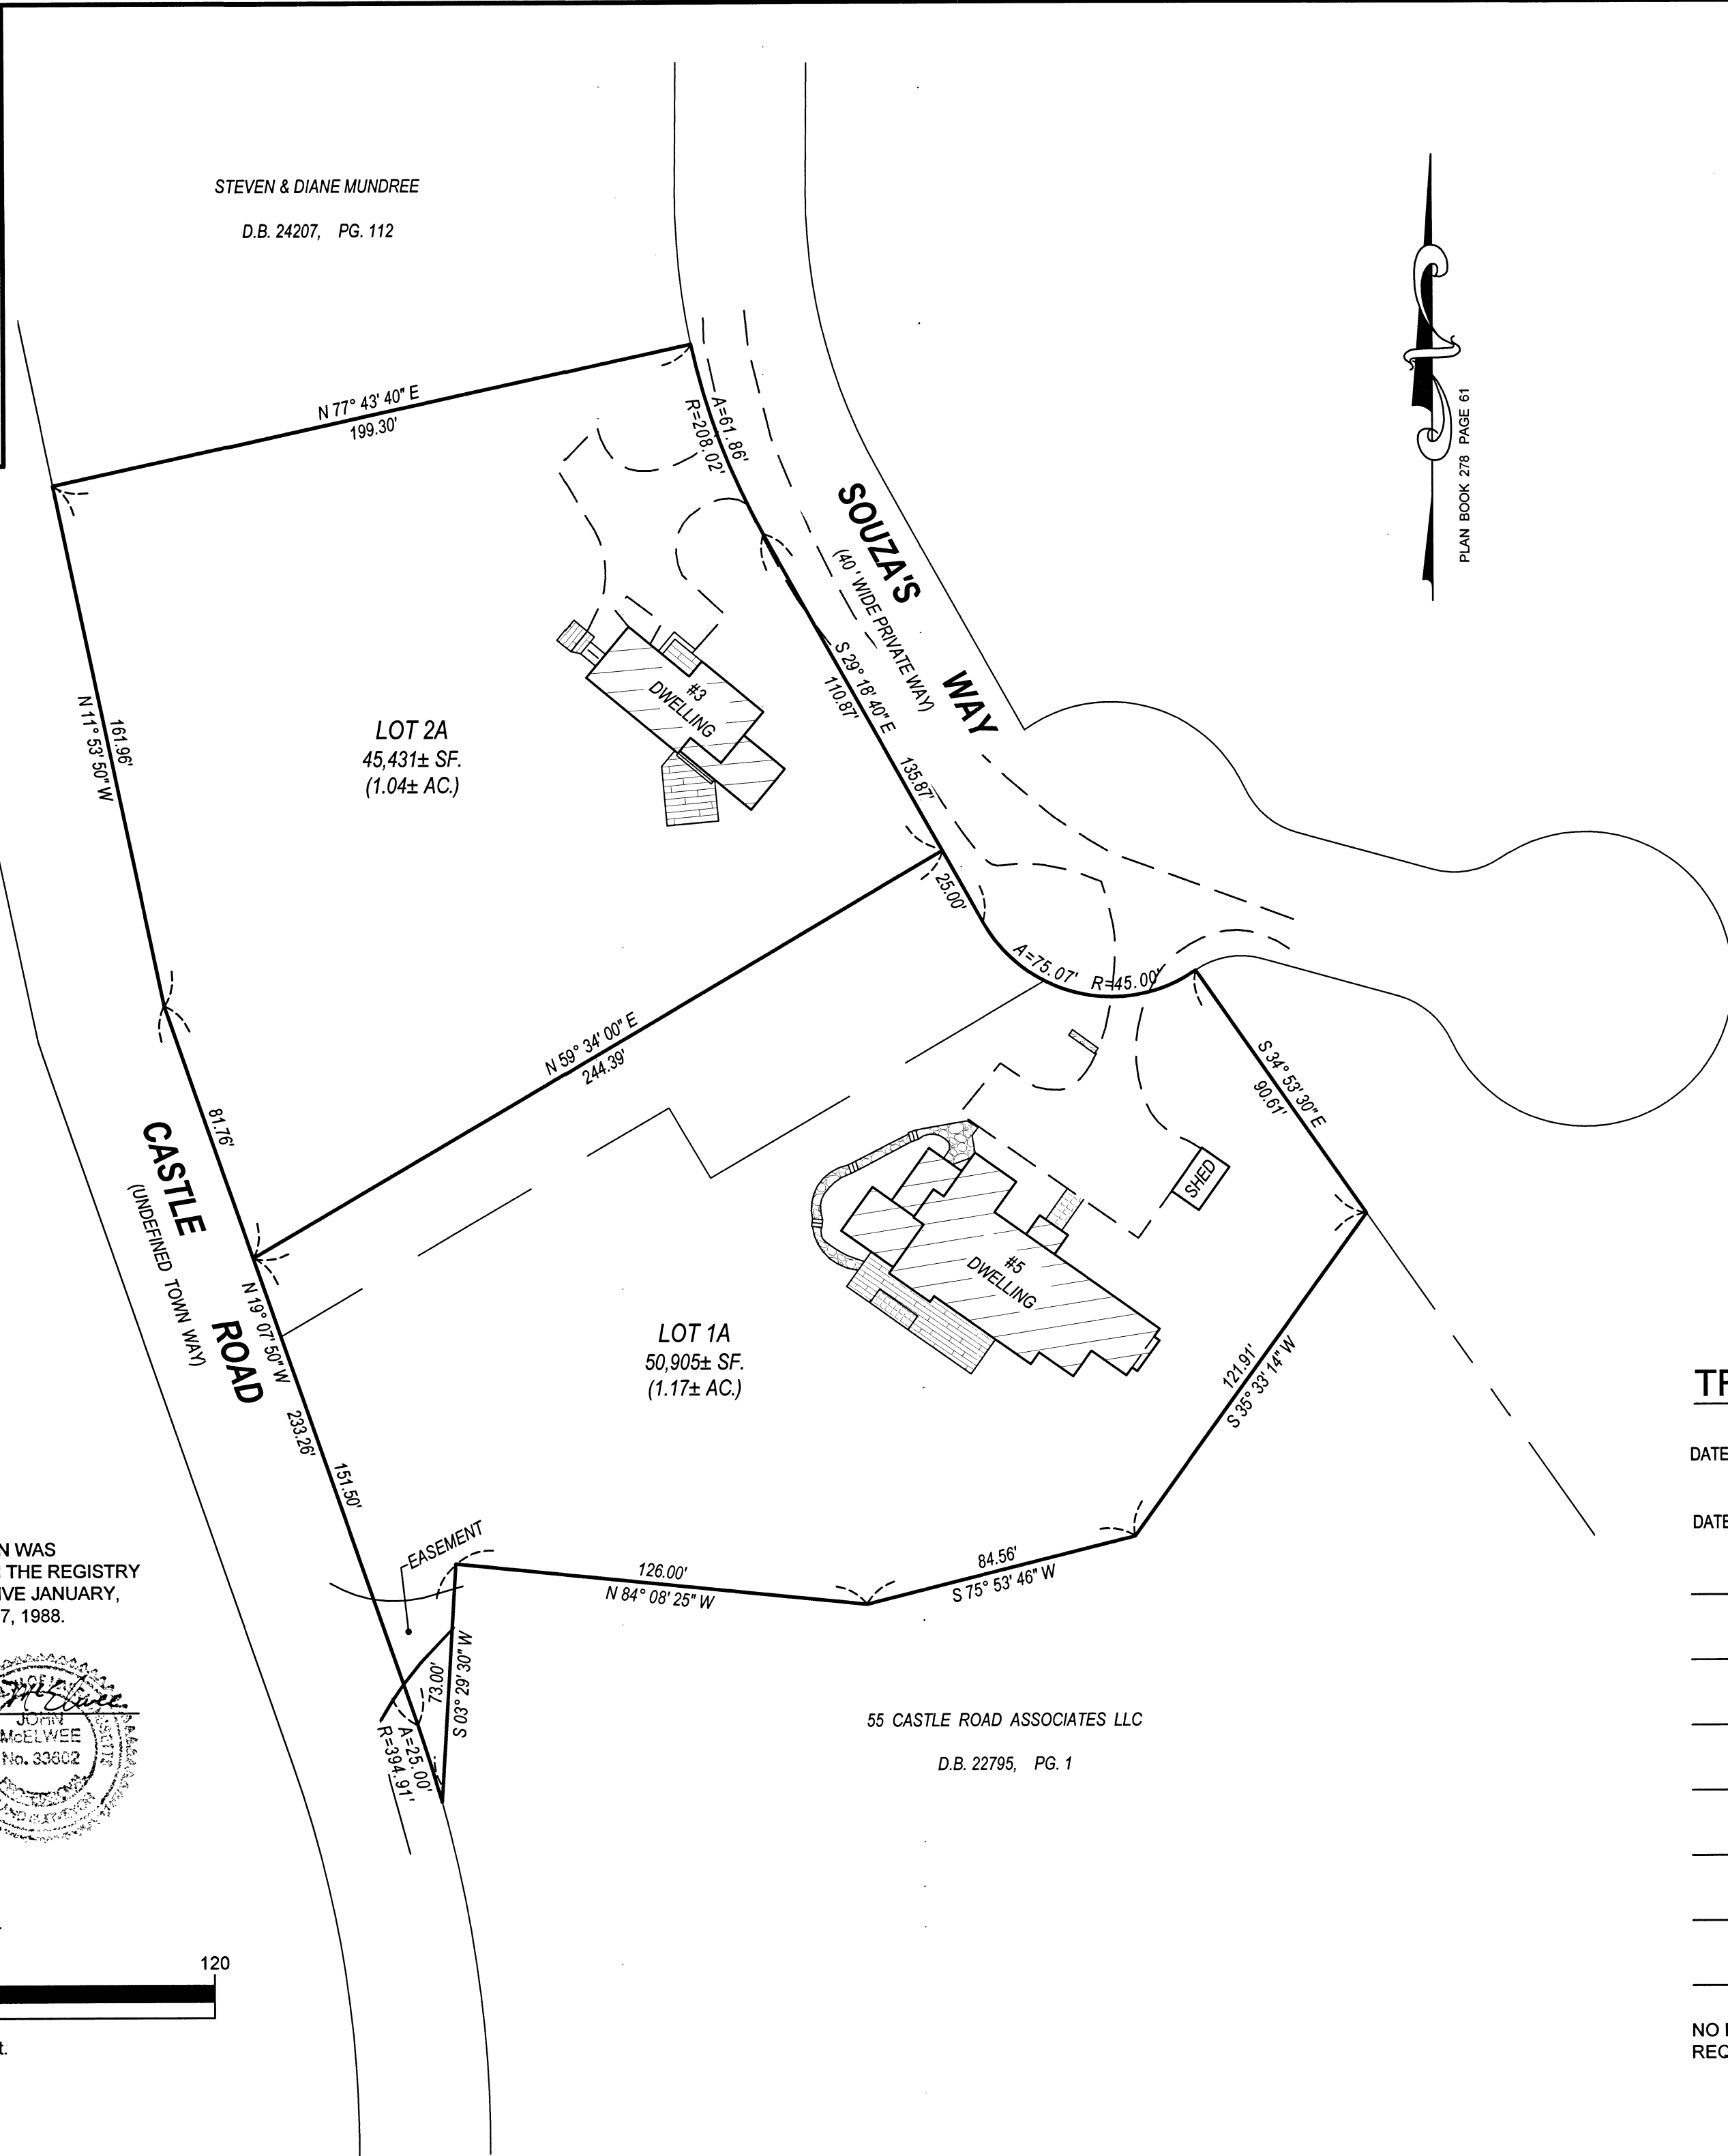 STEVEN & DIANE MUNDREE
D.B. 24207, PG. 112
N 77° 43' 40" E
199.30'
A=61.86'
R=208.02'
SOUZA'S WAY
(40 ' WIDE PRIVATE WAY)
PLAN BOOK 278 PAGE 61
N 11° 53' 50" W
161.96'
LOT 2A
45,431± SF.
(1.04± AC.)
#3
DWELLING
S 29° 18' 40" E
110.87'
135.87'
25.00'
A=75.07' R=45.00'
N 59° 34' 00" E
244.39'
S 34° 53' 30" E
90.61'
81.76'
CASTLE ROAD
(UNDEFINED TOWN WAY)
SHED
#5
DWELLING
N 19° 07' 50" W
233.26'
151.50'
LOT 1A
50,905± SF.
(1.17± AC.)
121.91'
S 35° 33' 14" W
EASEMENT
126.00'
N 84° 08' 25" W
84.56'
S 75° 53' 46" W
73.00'
S 03° 29' 30" W
A=25.00'
R=394.91'
55 CASTLE ROAD ASSOCIATES LLC
D.B. 22795, PG. 1
N WAS
THE REGISTRY
IVE JANUARY,
7, 1988.
JOHN
McELWEE
No. 33602
120
t.
DATE
DATE
NO
REQ